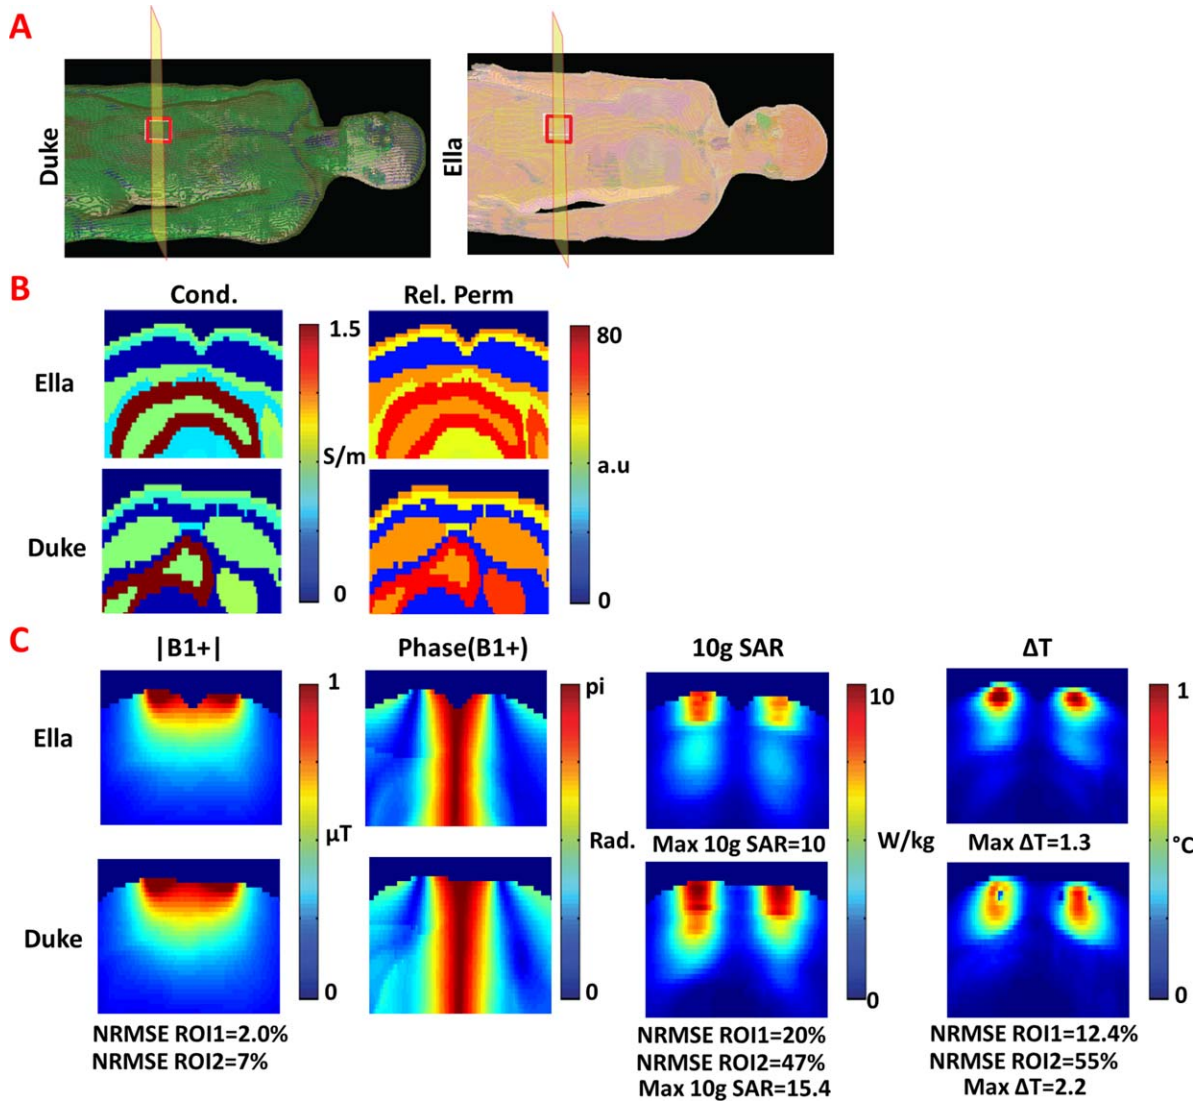 A
Duke
Ella
B
Cond.
Rel. Perm
Ella
1.5
80
S/m
a.u
Duke
0
0
C
|B1+|
Phase(B1+)
10g SAR
ΔT
Ella
1
pi
10
1
µT
Rad.
Max 10g SAR=10
W/kg
Max ΔT=1.3
°C
Duke
0
0
0
0
NRMSE ROI1=2.0%
NRMSE ROI2=7%
NRMSE ROI1=20%
NRMSE ROI2=47%
Max 10g SAR=15.4
NRMSE ROI1=12.4%
NRMSE ROI2=55%
Max ΔT=2.2